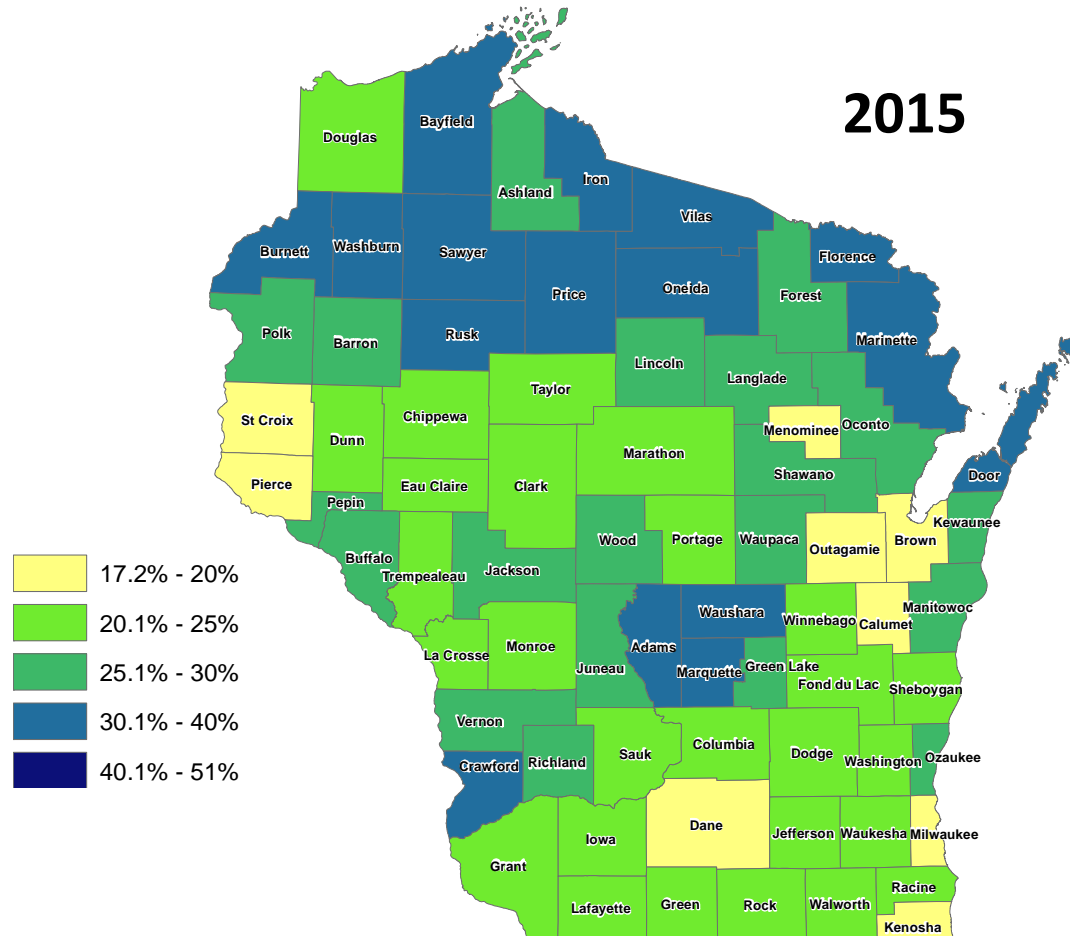 2015
Douglas
Bayfield
Ashland
Iron
Vilas
Burnett
Washburn
Sawyer
Florence
Price
Oneida
Forest
Polk
Barron
Rusk
Marinette
Lincoln
Langlade
Taylor
St Croix
Chippewa
Menominee
Oconto
Dunn
Marathon
Shawano
Pierce
Eau Claire
Clark
Door
Pepin
Kewaunee
Wood
Portage
Waupaca
Outagamie
Brown
Buffalo
Trempealeau
Jackson
Manitowoc
Waushara
Winnebago
Calumet
La Crosse
Monroe
Juneau
Adams
Marquette
Green Lake
Fond du Lac
Sheboygan
Vernon
Richland
Sauk
Columbia
Dodge
Washington
Ozaukee
Crawford
Dane
Jefferson
Waukesha
Milwaukee
Iowa
Grant
Lafayette
Green
Rock
Walworth
Racine
Kenosha
17.2% - 20%
20.1% - 25%
25.1% - 30%
30.1% - 40%
40.1% - 51%